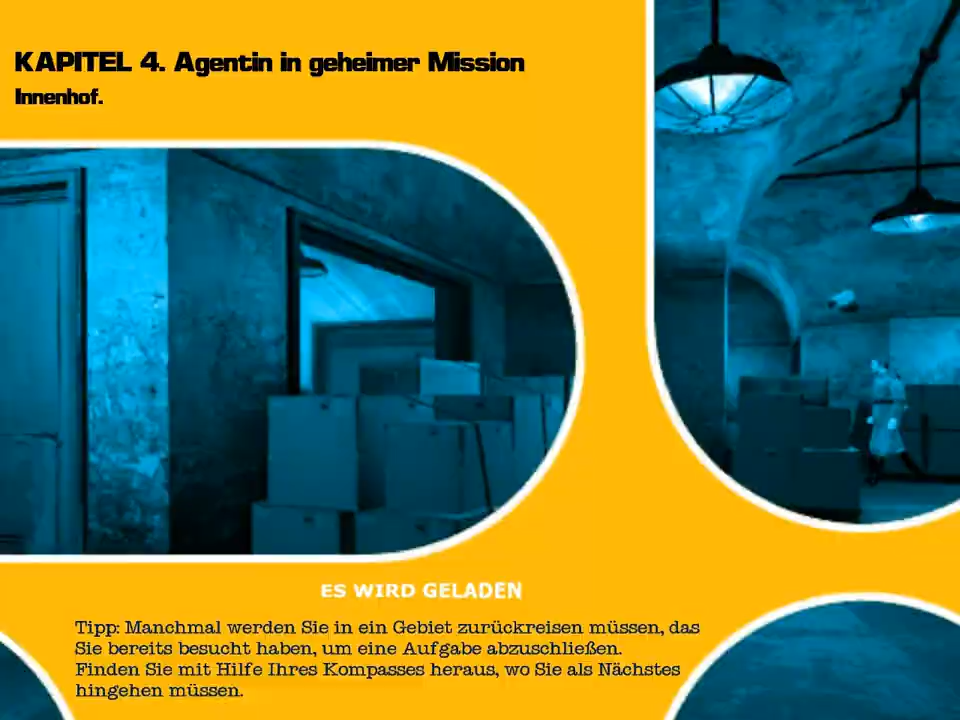 KAPITEL 4. Agentin in geheimer Mission
Innenhof.
ES WIRD GELADEN
Tipp: Manchmal werden Sie in ein Gebiet zurückreisen müssen, das
Sie bereits besucht haben, um eine Aufgabe abzuschließen.
Finden Sie mit Hilfe Ihres Kompasses heraus, wo Sie als Nächstes
hingehen müssen.